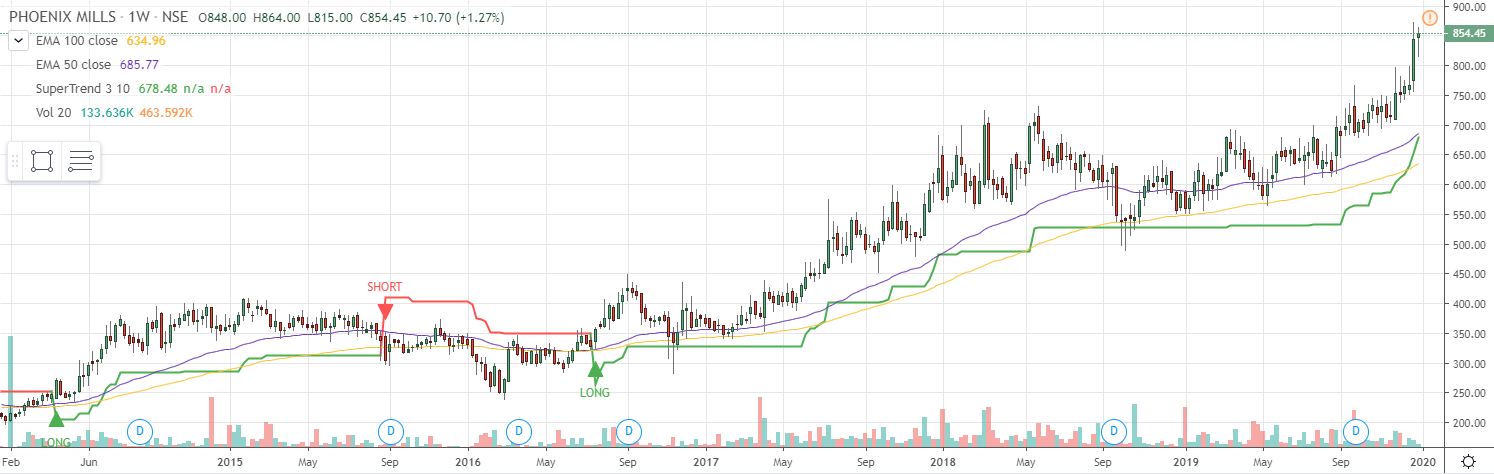 PHOENIX MILLS · 1W · NSE O848.00 H864.00 L815.00 C854.45 +10.70 (+1.27%)
EMA 100 close 634.96
EMA 50 close 685.77
SuperTrend 3 10 678.48 n/a n/a
Vol 20 133.636K 463.592K
900.00
854.45
800.00
750.00
700.00
650.00
600.00
550.00
500.00
450.00
400.00
350.00
300.00
250.00
200.00
SHORT
LONG
LONG
D D D D D D
Feb Jun 2015 May Sep 2016 May Sep 2017 May Sep 2018 May Sep 2019 May Sep 2020